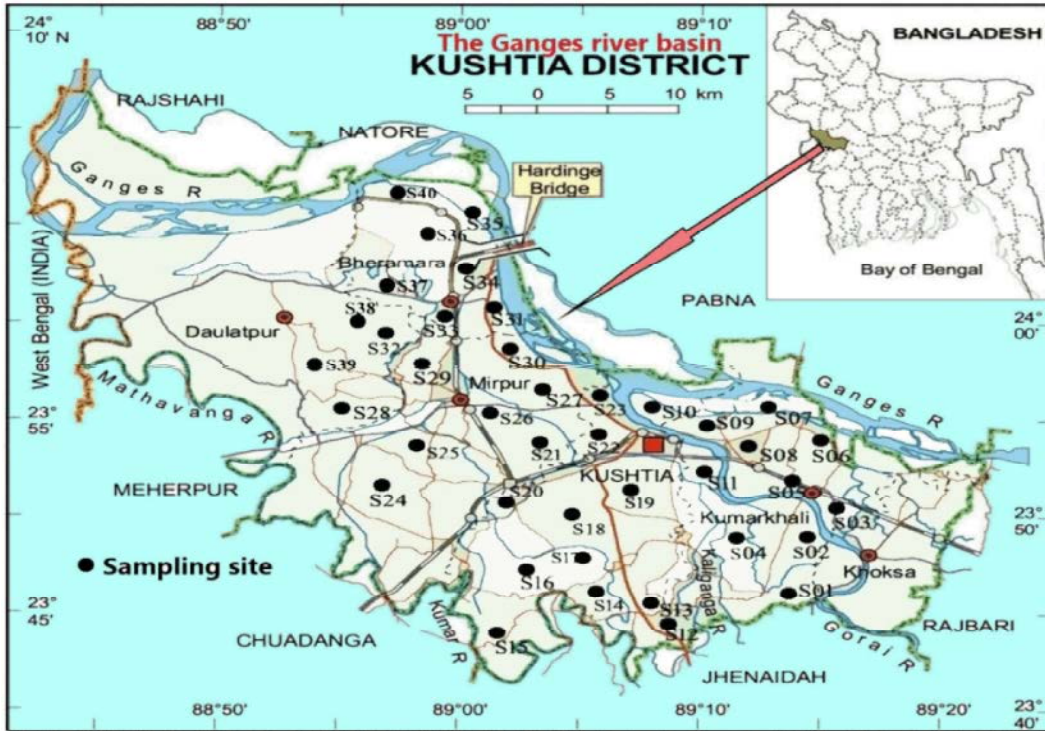 88°50'
89°00
89°10'
24°
10' N
The Ganges river basin
KUSHTIA DISTRICT
5 0 5 10 km
BANGLADESH
Bay of Bengal
RAJSHAHI
NATORE
Hardinge
Bridge
Ganges R
S40
S35
S36
Bheramara
S34
S37
West Bengal (INDIA)
PABNA
S38
Daulatpur
S33
S31
24°
00'
S32
S30
S39
S29
Mirpur
Mathavanga R
S27
S23
Ganges R
S28
S26
S10
S07
23°
55'
S09
S25
S21
S22
S08
S06
KUSHTIA
S11
MEHERPUR
S24
S20
S19
S05
Kumarkhali
S03
23°
50'
S18
S04
S02
Sampling site
S17
S16
Khoksa
Kaliganga R
S14
S13
S01
23°
45'
S12
CHUADANGA
Kumar R
S15
Gorai R
RAJBARI
JHENAIDAH
88°50'
89°00
89°10'
89°20
23°
40'